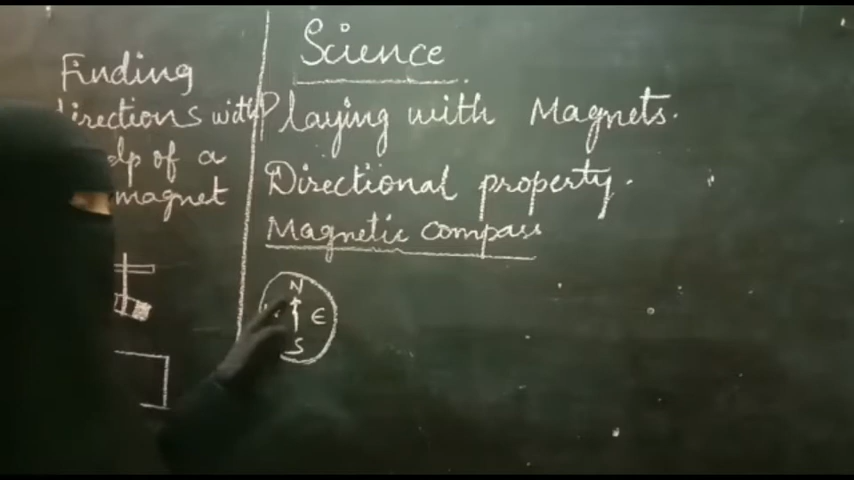 Finding
directions with
help of a
magnet
Science
Playing with Magnets.
Directional property.
Magnetic compass
N
E
S